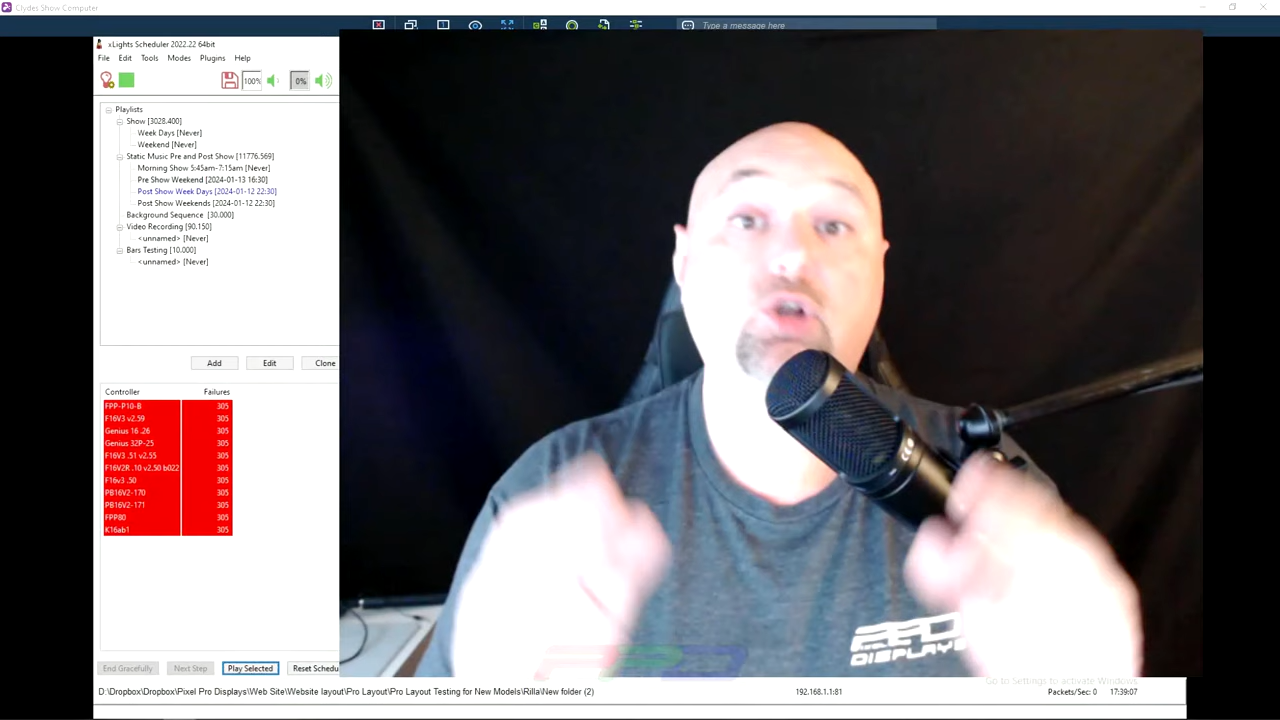 Clydes Show Computer
Type a message
xLights Scheduler 2022.22 64bit
File Edit Tools Modes Plugins Help
100% 0%
Playlists
Show [3028.400]
Week Days [Never]
Weekend [Never]
Static Music Pre and Post Show [11776.569]
Morning Show 5:45am-7:15am [Never]
Pre Show Weekend [2024-01-13 16:30]
Post Show Week Days [2024-01-12 22:30]
Post Show Weekends [2024-01-12 22:30]
Background Sequence [30.000]
Video Recording [90.150]
<unnamed> [Never]
Bars Testing [10.000]
<unnamed> [Never]
Add Edit Clone
Controller Failures
FPP-P10-B 305
F16V3 v2.59 305
Genius 16 .26 305
Genius 32P-25 305
F16V3 .51 v2.55 305
F16V2R .10 v2.50 b022 305
F16v3 .50 305
PB16V2-170 305
PB16V2-171 305
FPP80 305
K16ab1 305
DISPLAYS
End Gracefully Next Step Play Selected Reset Schedu
Go to Settings to activate Windows.
D:\Dropbox\Dropbox\Pixel Pro Displays\Web Site\Website layout\Pro Layout\Pro Layout Testing for New Models\Rilla\New folder (2) 192.168.1.1:81 Packets/Sec: 0 17:39:07